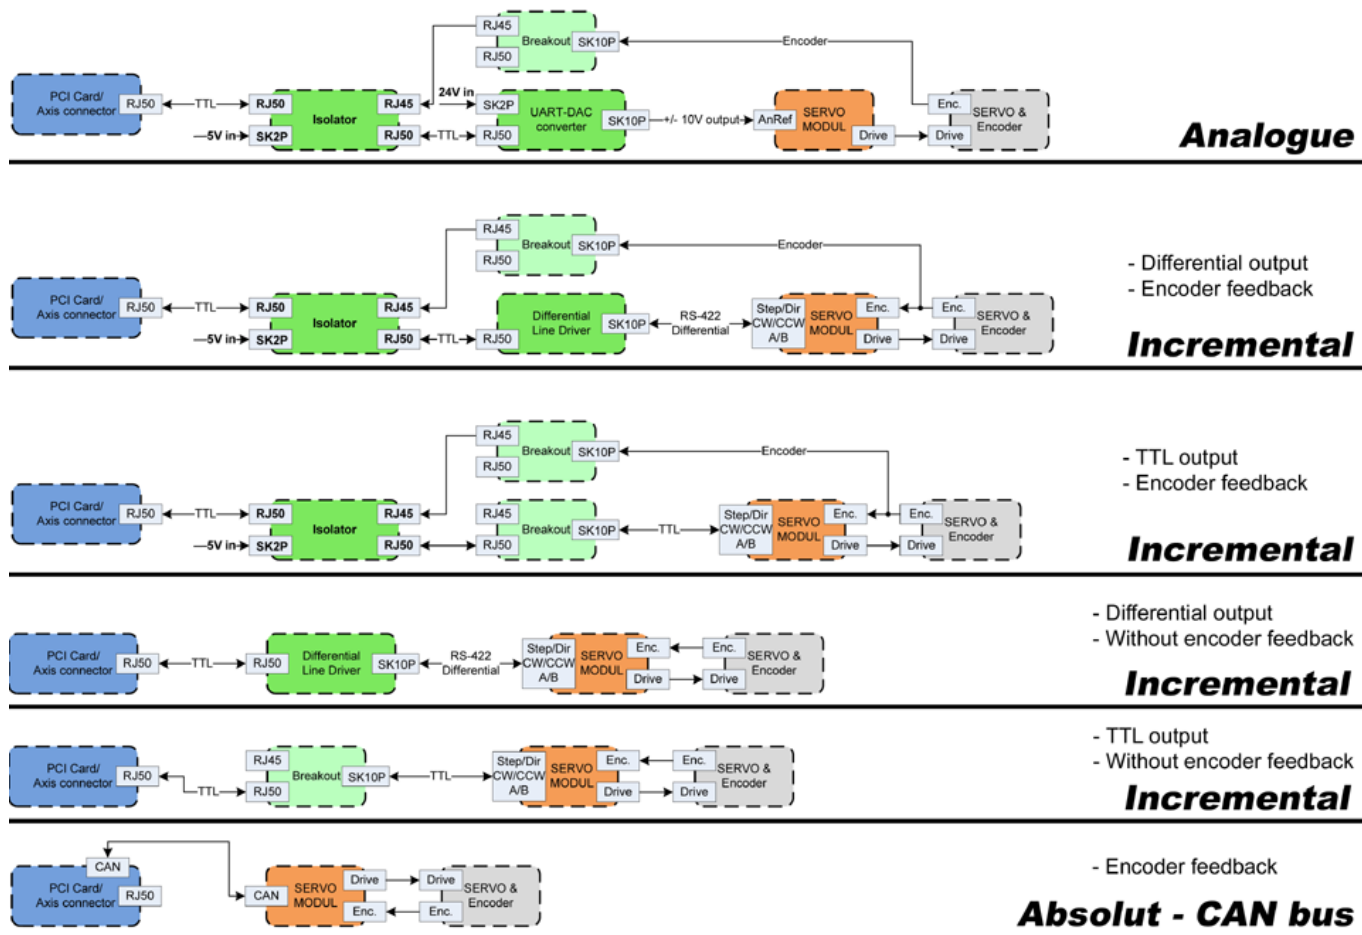 RJ45
Breakout
SK10P
Encoder
RJ50
PCI Card/
Axis connector
RJ50
TTL
RJ50
Isolator
RJ45
24V in
SK2P
UART-DAC
converter
SK10P
+/- 10V output
AnRef
SERVO
MODUL
Enc.
SERVO &
Encoder
5V in
SK2P
RJ50
TTL
RJ50
Drive
Drive
Analogue
RJ45
Breakout
SK10P
Encoder
RJ50
PCI Card/
Axis connector
RJ50
TTL
RJ50
Isolator
RJ45
Differential
Line Driver
SK10P
RS-422
Differential
Step/Dir
CW/CCW
A/B
SERVO
MODUL
Enc.
Enc.
SERVO &
Encoder
5V in
SK2P
RJ50
TTL
RJ50
Drive
Drive
- Differential output
- Encoder feedback
Incremental
RJ45
Breakout
SK10P
Encoder
RJ50
PCI Card/
Axis connector
RJ50
TTL
RJ50
Isolator
RJ45
RJ45
Breakout
SK10P
TTL
Step/Dir
CW/CCW
A/B
SERVO
MODUL
Enc.
Enc.
SERVO &
Encoder
5V in
SK2P
RJ50
RJ50
Drive
Drive
- TTL output
- Encoder feedback
Incremental
PCI Card/
Axis connector
RJ50
TTL
RJ50
Differential
Line Driver
SK10P
RS-422
Differential
Step/Dir
CW/CCW
A/B
SERVO
MODUL
Enc.
Enc.
SERVO &
Encoder
Drive
Drive
- Differential output
- Without encoder feedback
Incremental
PCI Card/
Axis connector
RJ50
TTL
RJ45
Breakout
RJ50
SK10P
TTL
Step/Dir
CW/CCW
A/B
SERVO
MODUL
Enc.
Enc.
SERVO &
Encoder
Drive
Drive
- TTL output
- Without encoder feedback
Incremental
CAN
PCI Card/
Axis connector
RJ50
CAN
SERVO
MODUL
Drive
Drive
SERVO &
Encoder
Enc.
Enc.
- Encoder feedback
Absolut - CAN bus